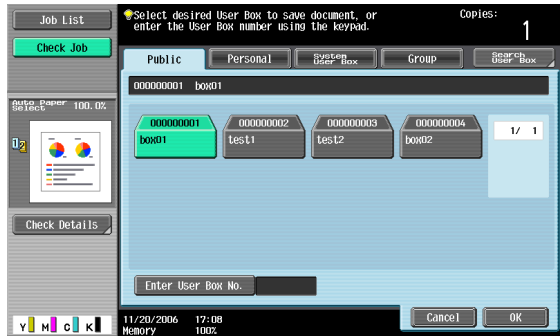 Job List
Check Job
Select desired User Box to save document, or
enter the User Box number using the keypad.
Copies:
1
Public
Personal
System
User Box
Group
Search
User Box
000000001 box01
Auto Paper
Select
100.0%
000000001
box01
000000002
test1
000000003
test2
000000004
box02
1/ 1
1 2
Check Details
Enter User Box No.
Y M C K
11/20/2006 17:08
Memory 100%
Cancel
OK